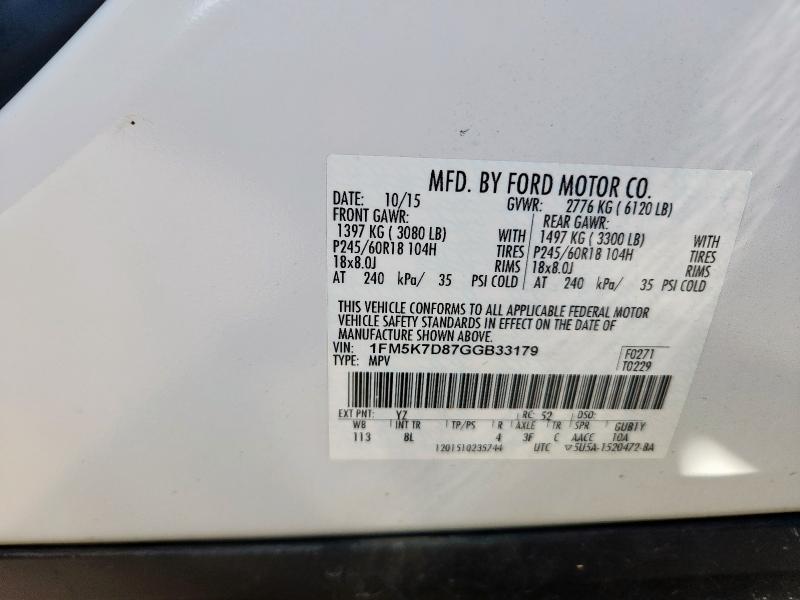 MFD. BY FORD MOTOR CO.
DATE: 10/15 GVWR: 2776 KG ( 6120 LB)
FRONT GAWR: REAR GAWR:
1397 KG ( 3080 LB) WITH 1497 KG ( 3300 LB) WITH
P245/60R18 104H TIRES P245/60R18 104H TIRES
18x8.0J RIMS 18x8.0J RIMS
AT 240 kPa/ 35 PSI COLD AT 240 kPa/ 35 PSI COLD
THIS VEHICLE CONFORMS TO ALL APPLICABLE FEDERAL MOTOR
VEHICLE SAFETY STANDARDS IN EFFECT ON THE DATE OF
MANUFACTURE SHOWN ABOVE.
VIN: 1FM5K7D87GGB33179 F0271
TYPE: MPV T0229
EXT PNT: YZ RC: 52 DSO:
WB INT TR TP/PS R AXLE TR SPR GUB1Y
113 8L 4 3F C AACC 10A
1201510235744 UTC ▽5U5A-1520472-BA